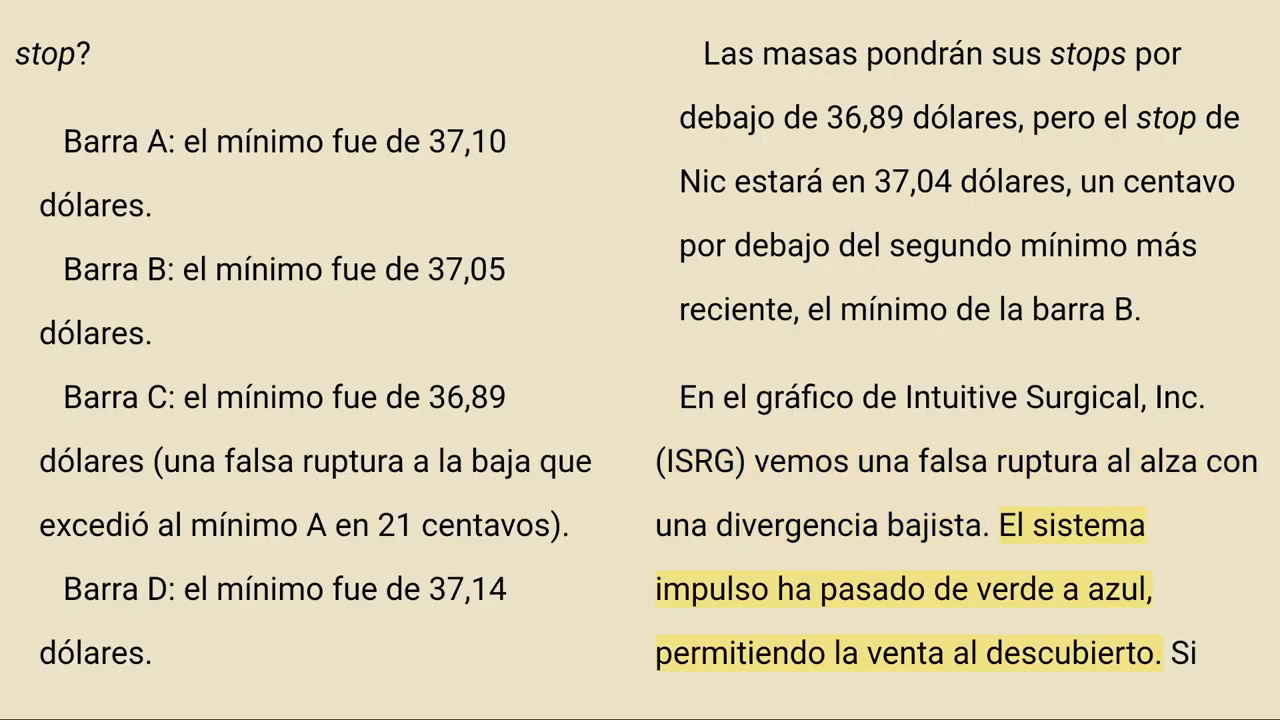 stop?
Barra A: el mínimo fue de 37,10
dólares.
Barra B: el mínimo fue de 37,05
dólares.
Barra C: el mínimo fue de 36,89
dólares (una falsa ruptura a la baja que
excedió al mínimo A en 21 centavos).
Barra D: el mínimo fue de 37,14
dólares.
Las masas pondrán sus stops por
debajo de 36,89 dólares, pero el stop de
Nic estará en 37,04 dólares, un centavo
por debajo del segundo mínimo más
reciente, el mínimo de la barra B.
En el gráfico de Intuitive Surgical, Inc.
(ISRG) vemos una falsa ruptura al alza con
una divergencia bajista. El sistema
impulso ha pasado de verde a azul,
permitiendo la venta al descubierto. Si